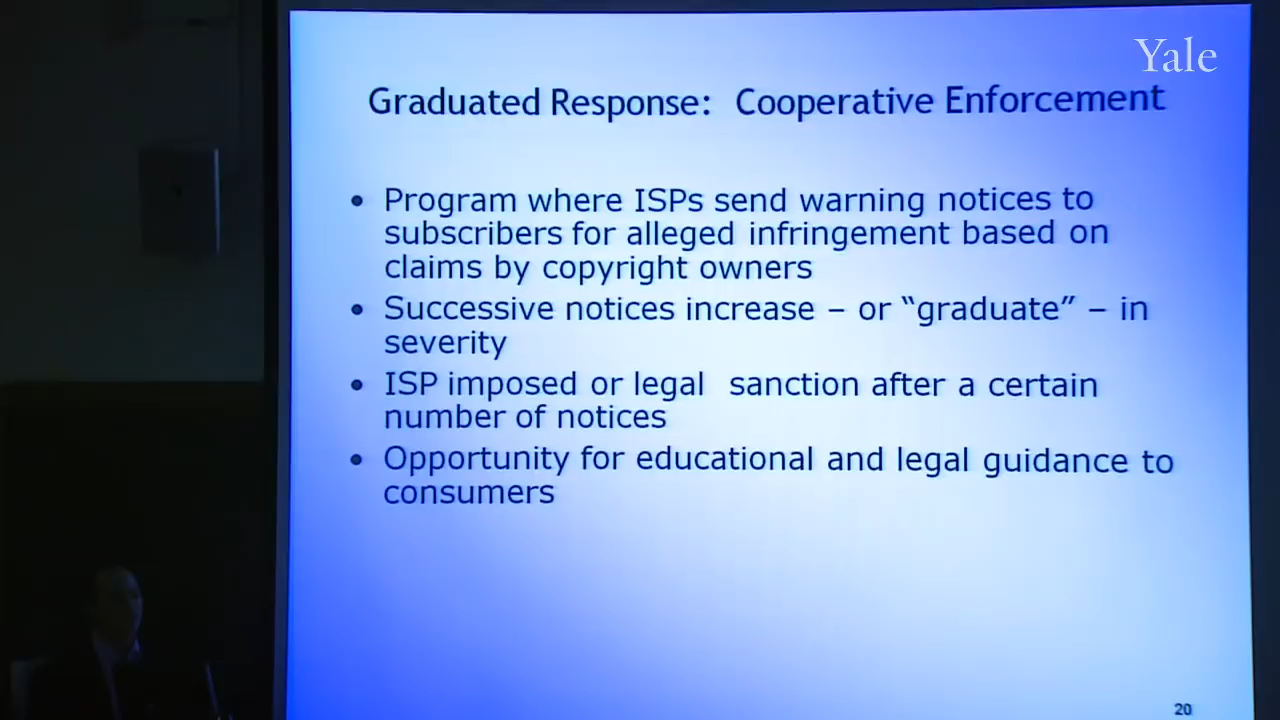 Yale
Graduated Response: Cooperative Enforcement
• Program where ISPs send warning notices to
subscribers for alleged infringement based on
claims by copyright owners
• Successive notices increase – or “graduate” – in
severity
• ISP imposed or legal sanction after a certain
number of notices
• Opportunity for educational and legal guidance to
consumers
20